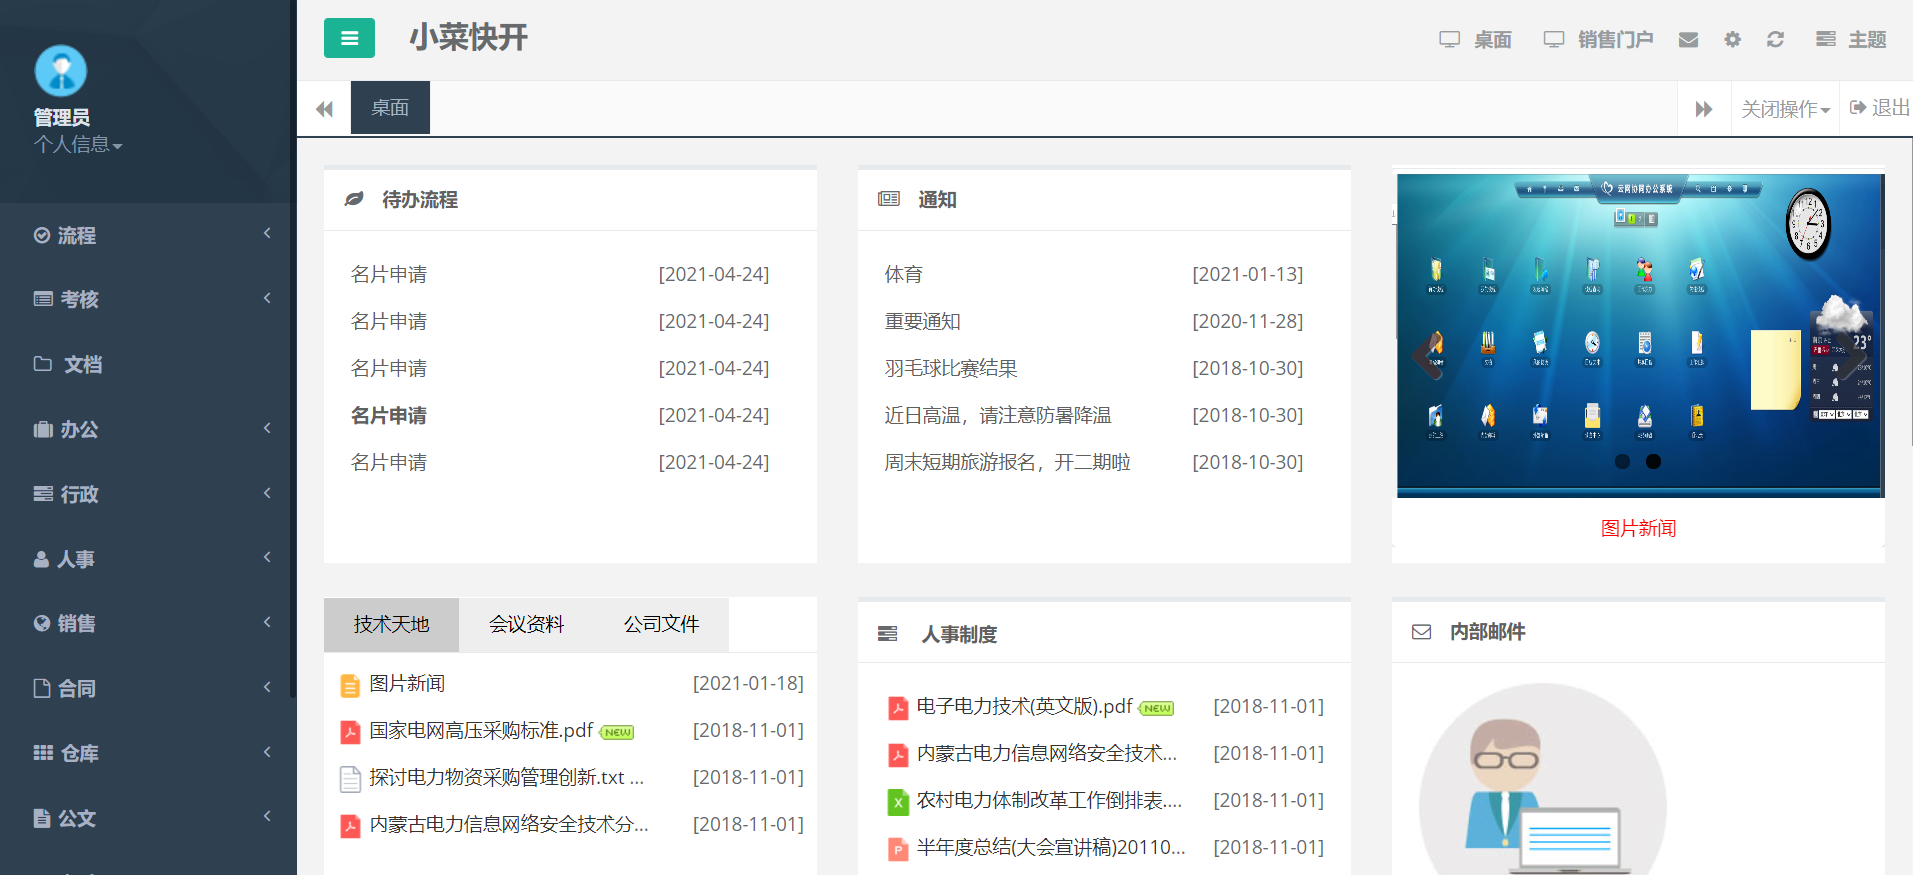 管理员
个人信息
流程
考核
文档
办公
行政
人事
销售
合同
仓库
公文
小菜快开
桌面
销售门户
主题
桌面
关闭操作
退出
待办流程
名片申请 [2021-04-24]
名片申请 [2021-04-24]
名片申请 [2021-04-24]
名片申请 [2021-04-24]
名片申请 [2021-04-24]
通知
体育 [2021-01-13]
重要通知 [2020-11-28]
羽毛球比赛结果 [2018-10-30]
近日高温，请注意防暑降温 [2018-10-30]
周末短期旅游报名，开二期啦 [2018-10-30]
云网协同办公系统
23°
图片新闻
技术天地 会议资料 公司文件
图片新闻 [2021-01-18]
国家电网高压采购标准.pdf NEW [2018-11-01]
探讨电力物资采购管理创新.txt ... [2018-11-01]
内蒙古电力信息网络安全技术分... [2018-11-01]
人事制度
电子电力技术(英文版).pdf NEW [2018-11-01]
内蒙古电力信息网络安全技术... [2018-11-01]
农村电力体制改革工作倒排表.... [2018-11-01]
半年度总结(大会宣讲稿)20110... [2018-11-01]
内部邮件